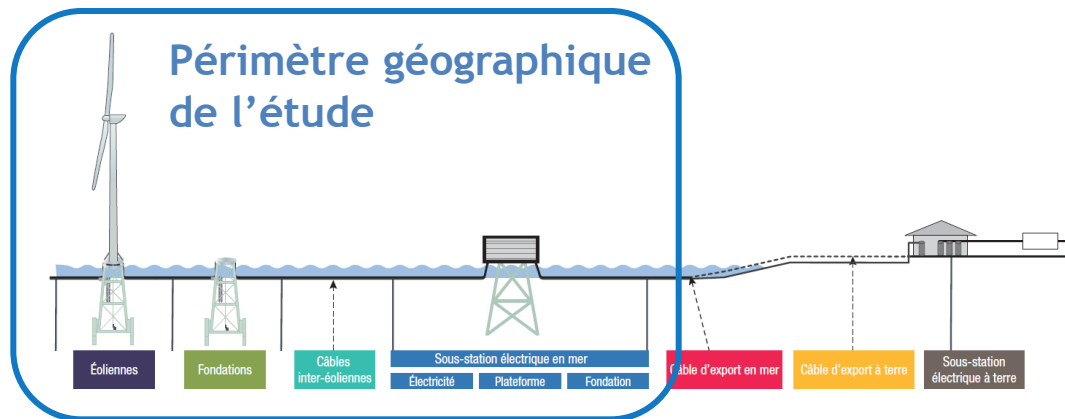 Périmètre géographique
de l’étude
Éoliennes
Fondations
Câbles
inter-éoliennes
Sous-station électrique en mer
Électricité
Plateforme
Fondation
Câble d’export en mer
Câble d’export à terre
Sous-station
électrique à terre